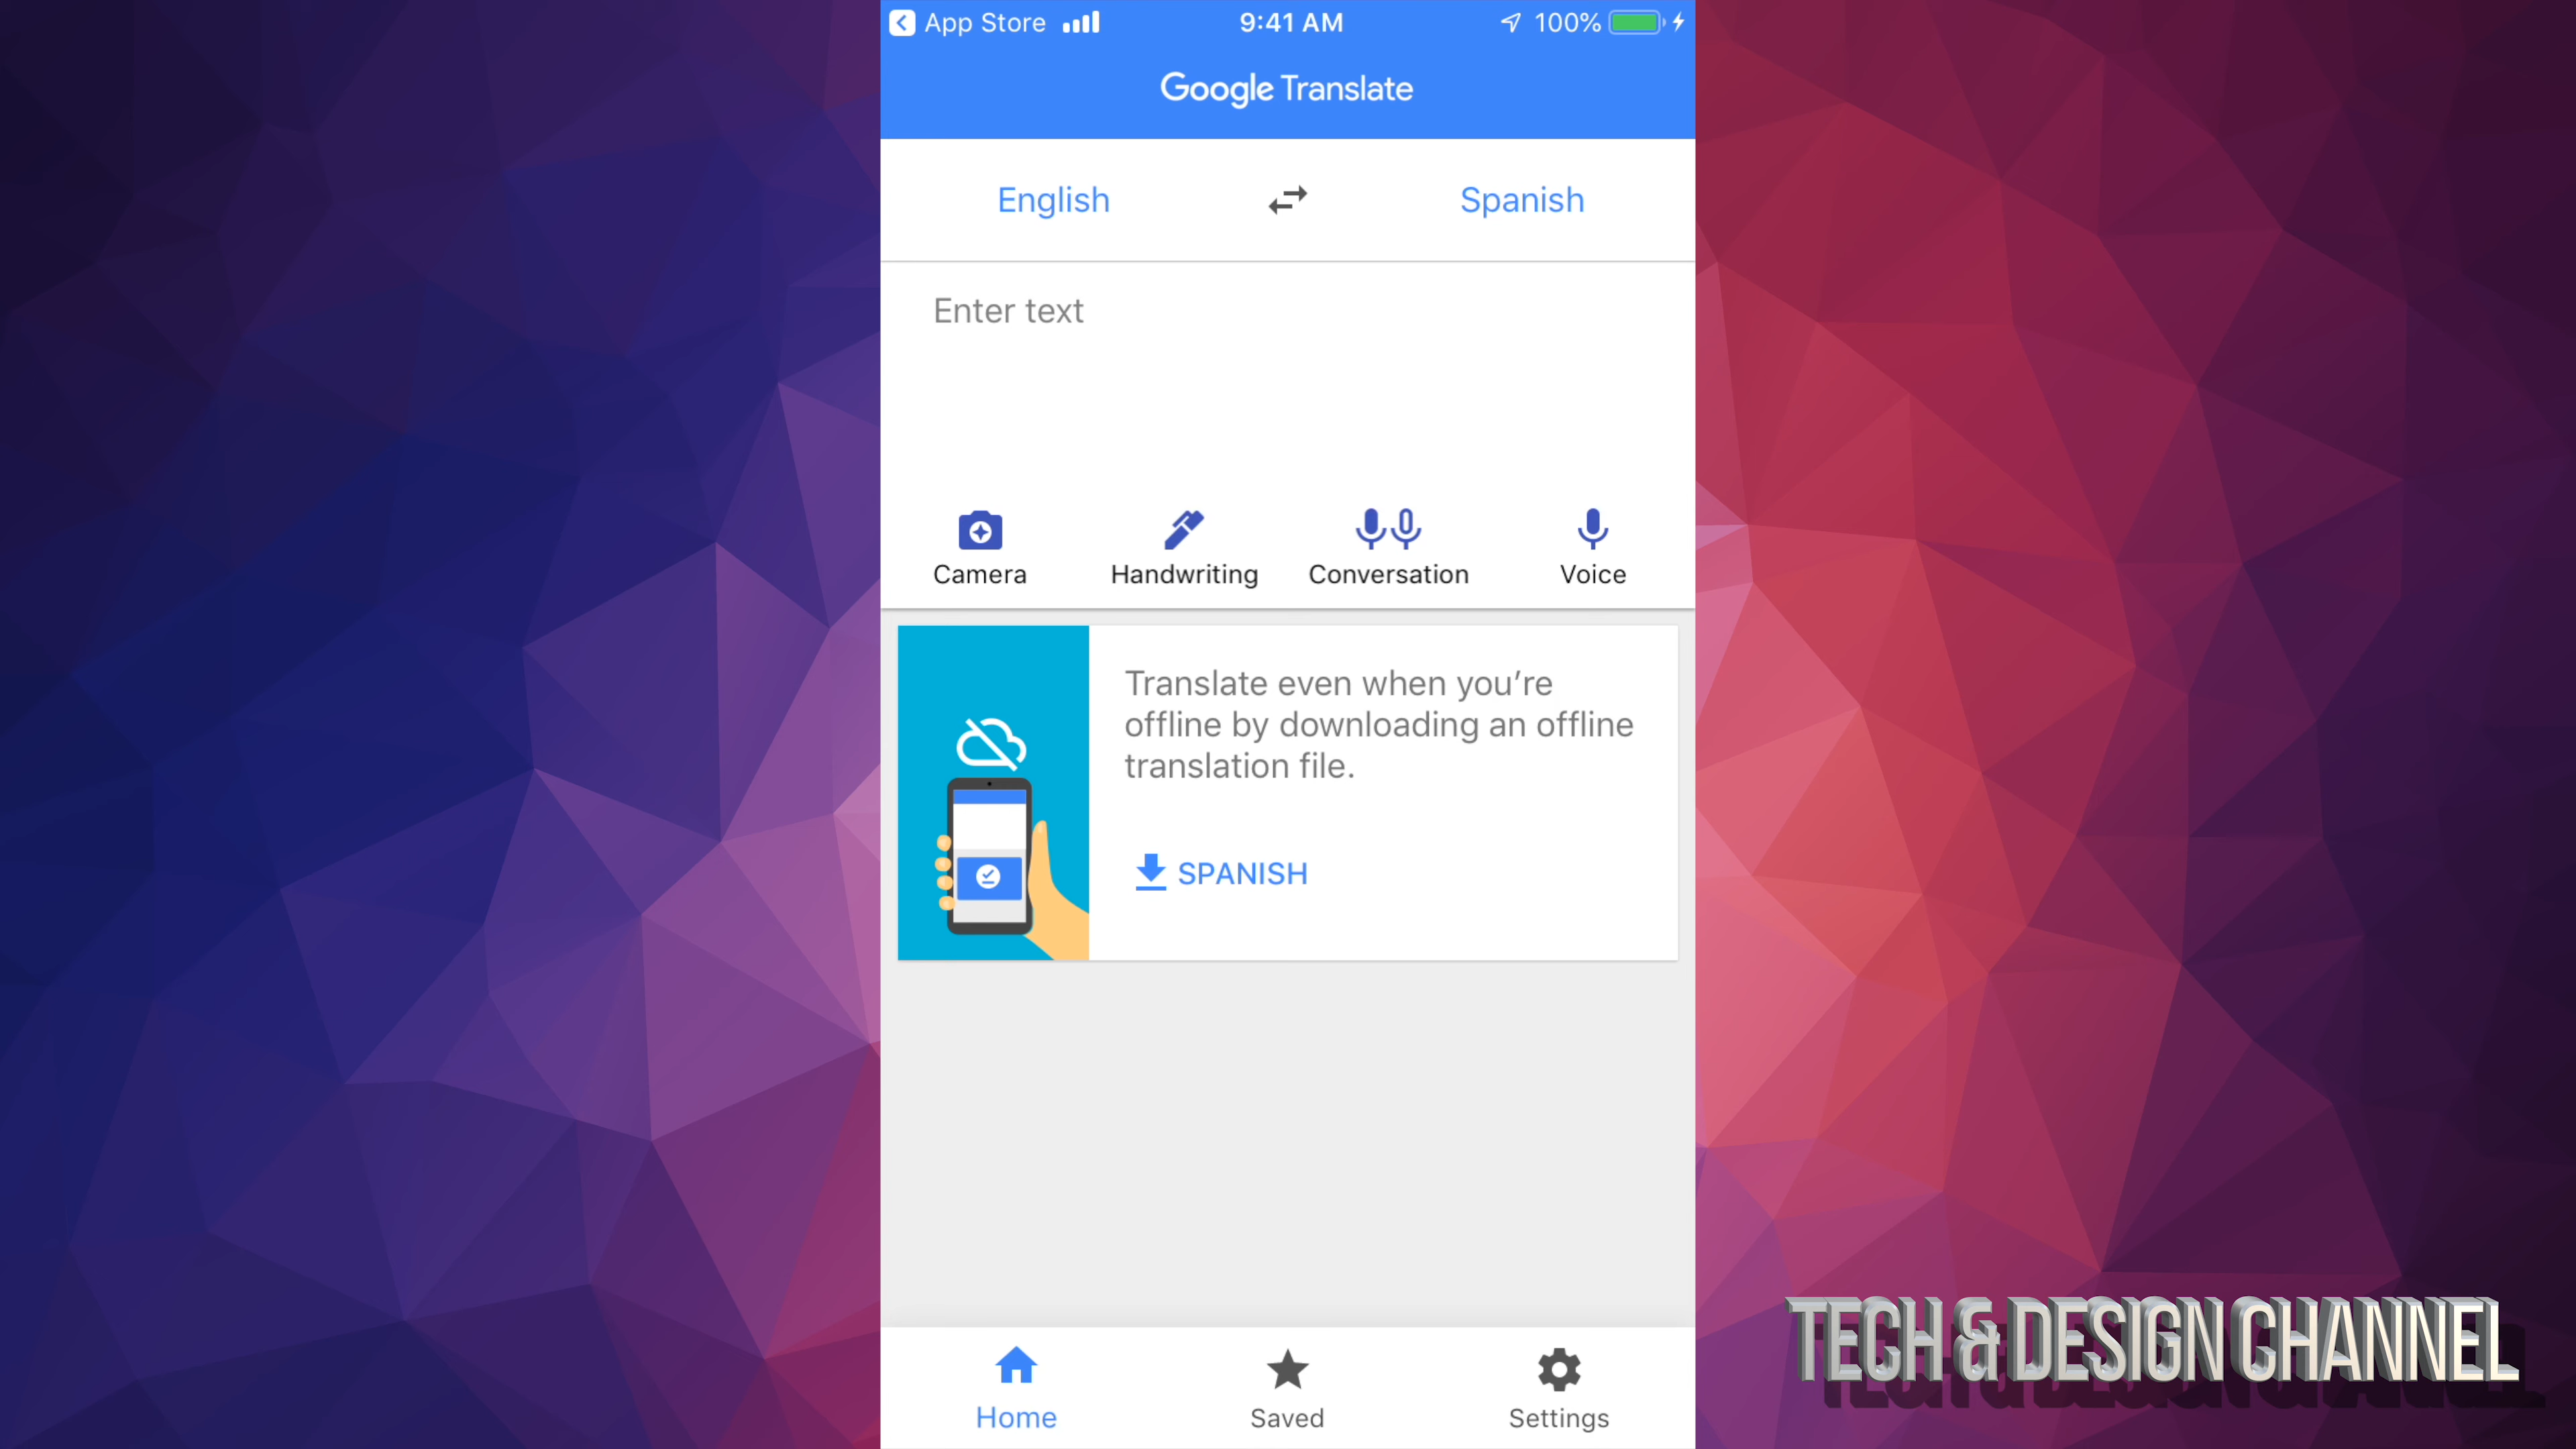 App Store 9:41 AM 100%
Google Translate
English Spanish
Enter text
Camera Handwriting Conversation Voice
Translate even when you’re
offline by downloading an offline
translation file.
SPANISH
Home Saved Settings
TECH & DESIGN CHANNEL